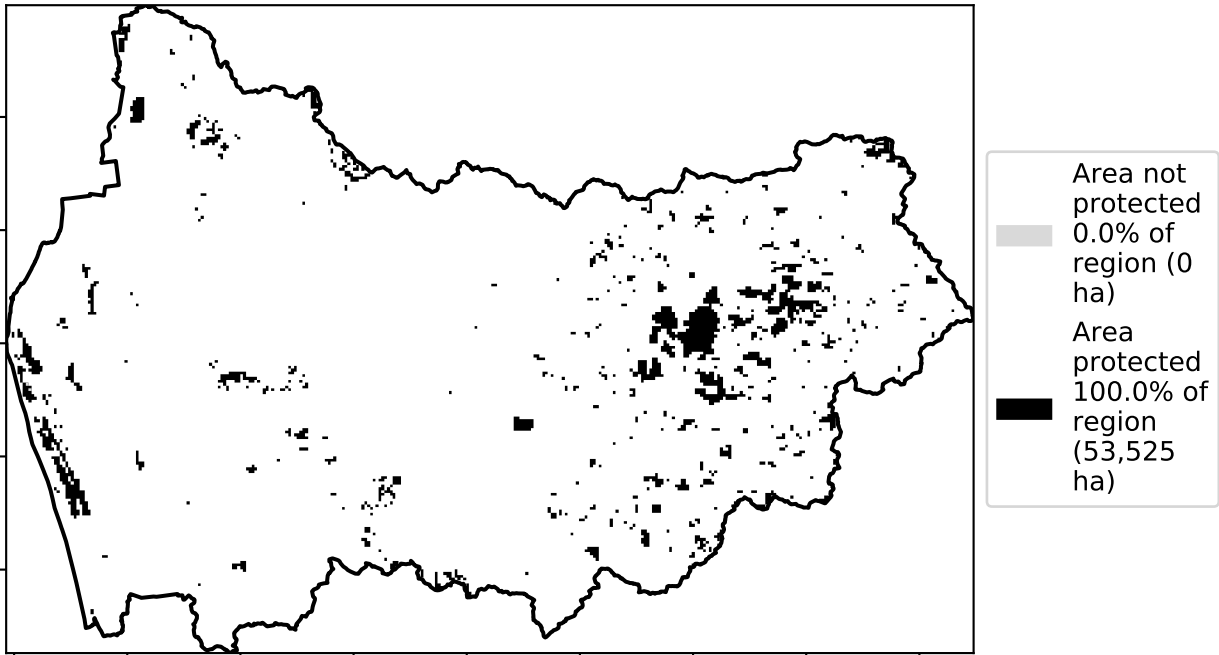 Area not
protected
0.0% of
region (0
ha)
Area
protected
100.0% of
region
(53,525
ha)